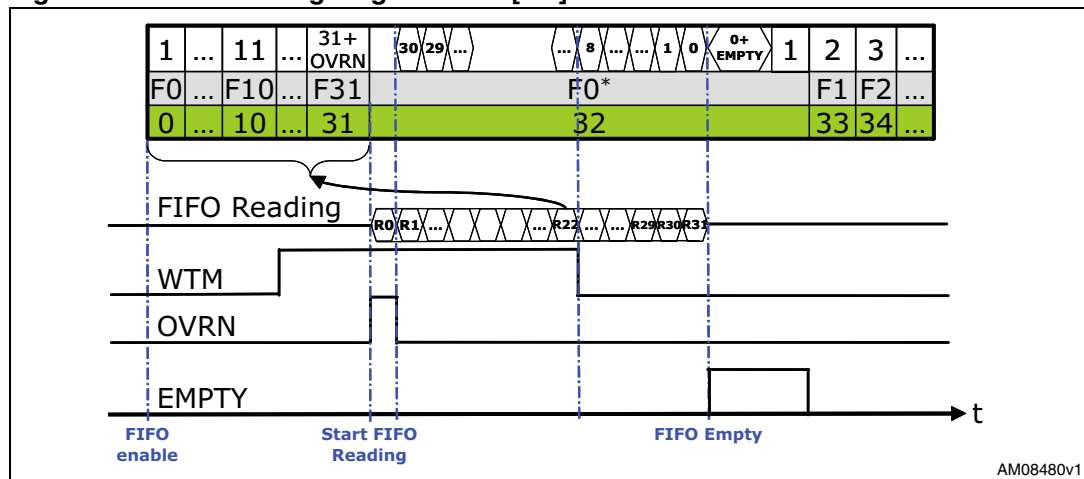 1 ... 11 ... 31+ OVRN 30 29 ... ... 8 ... ... 1 0 0+ EMPTY 1 2 3 ...
F0 ... F10 ... F31 F0* F1 F2 ...
0 ... 10 ... 31 32 33 34 ...
FIFO Reading
R0 R1 ... ... R22 ... ... R29 R30 R31
WTM
OVRN
EMPTY
t
FIFO enable
Start FIFO Reading
FIFO Empty
AM08480v1